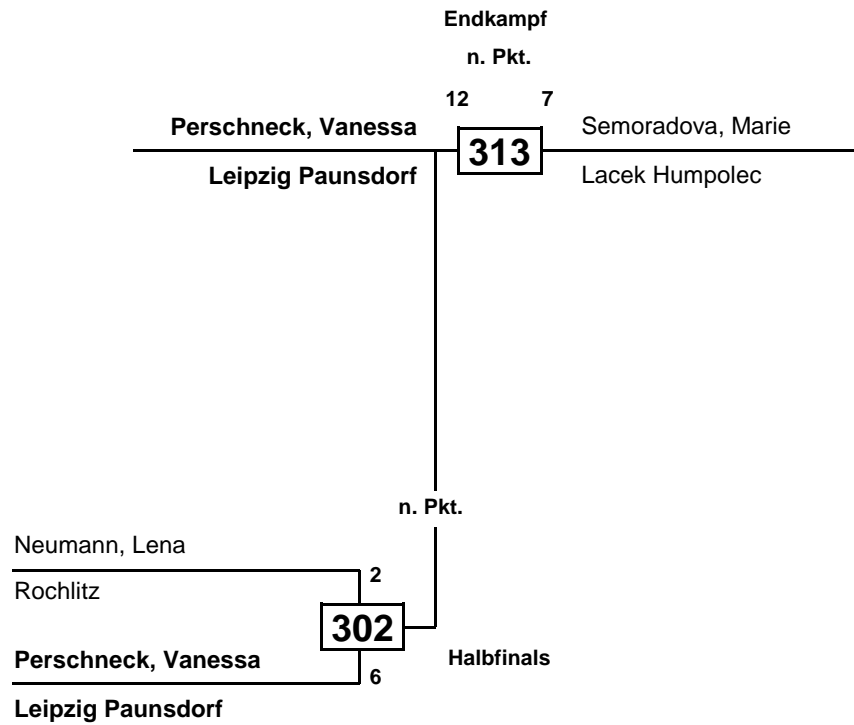 Endkampf
n. Pkt.
12 7
Perschneck, Vanessa Semoradova, Marie
313
Leipzig Paunsdorf Lacek Humpolec
n. Pkt.
Neumann, Lena
2
Rochlitz
302
Perschneck, Vanessa Halbfinals
6
Leipzig Paunsdorf